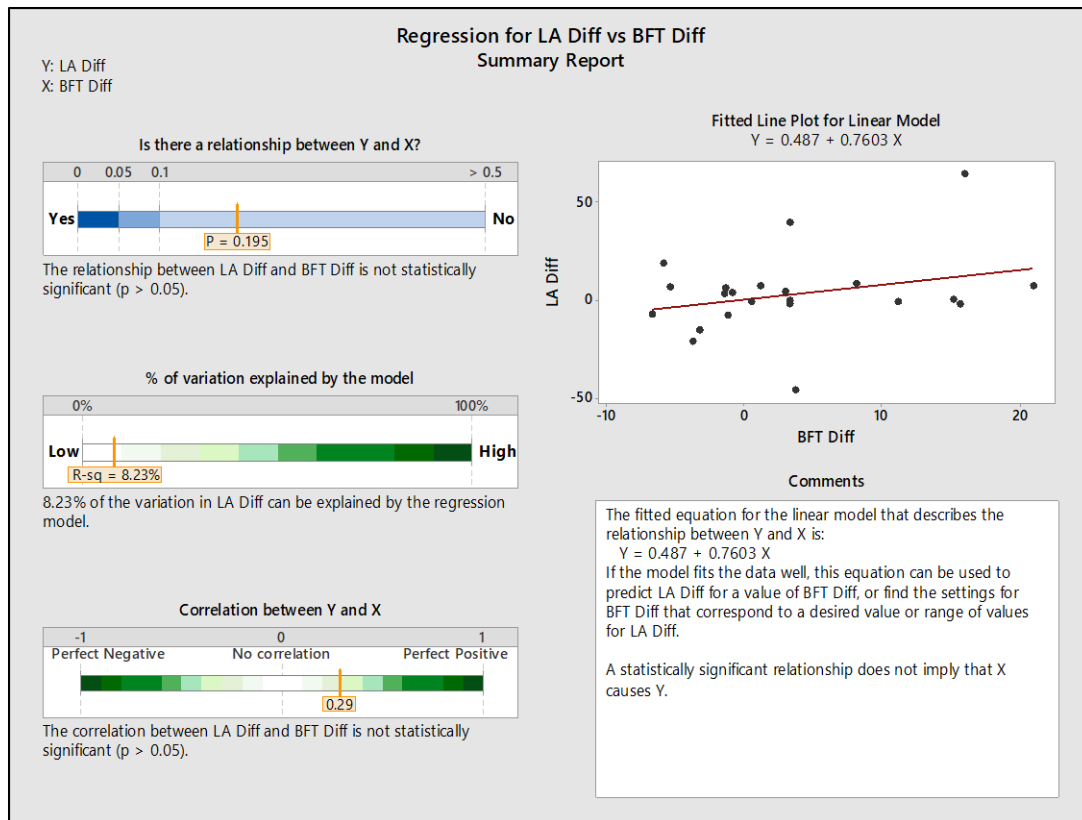 Regression for LA Diff vs BFT Diff
Summary Report
Y: LA Diff
X: BFT Diff
Is there a relationship between Y and X?
0 0.05 0.1 > 0.5
Yes No
P = 0.195
The relationship between LA Diff and BFT Diff is not statistically
significant (p > 0.05).
% of variation explained by the model
0% 100%
Low High
R-sq = 8.23%
8.23% of the variation in LA Diff can be explained by the regression
model.
Correlation between Y and X
-1 0 1
Perfect Negative No correlation Perfect Positive
0.29
The correlation between LA Diff and BFT Diff is not statistically
significant (p > 0.05).
Fitted Line Plot for Linear Model
Y = 0.487 + 0.7603 X
50
0
-50
LA Diff
-10 0 10 20
BFT Diff
Comments
The fitted equation for the linear model that describes the
relationship between Y and X is:
Y = 0.487 + 0.7603 X
If the model fits the data well, this equation can be used to
predict LA Diff for a value of BFT Diff, or find the settings for
BFT Diff that correspond to a desired value or range of values
for LA Diff.
A statistically significant relationship does not imply that X
causes Y.